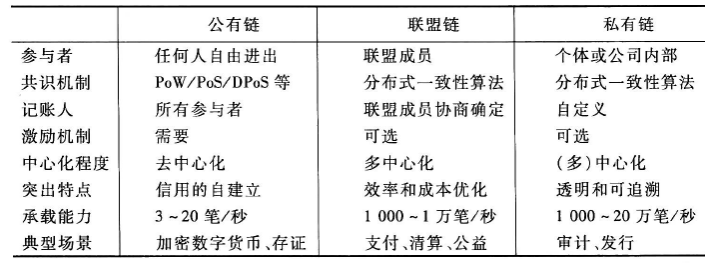 公有链 联盟链 私有链
参与者 任何人自由进出 联盟成员 个体或公司内部
共识机制 PoW/PoS/DPoS 等 分布式一致性算法 分布式一致性算法
记账人 所有参与者 联盟成员协商确定 自定义
激励机制 需要 可选 可选
中心化程度 去中心化 多中心化 (多)中心化
突出特点 信用的自建立 效率和成本优化 透明和可追溯
承载能力 3~20 笔/秒 1 000~1 万笔/秒 1 000~20 万笔/秒
典型场景 加密数字货币、存证 支付、清算、公益 审计、发行